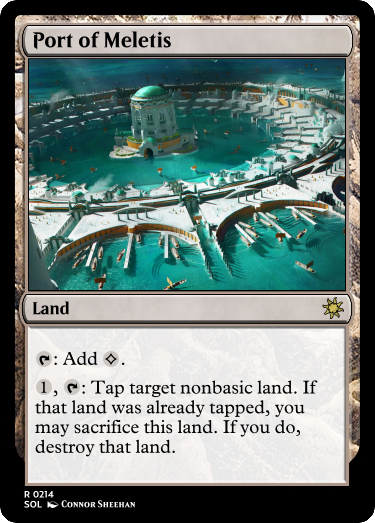 Port of Meletis
Land
: Add .
1, : Tap target nonbasic land. If
that land was already tapped, you
may sacrifice this land. If you do,
destroy that land.
R 0214
SOL Connor Sheehan